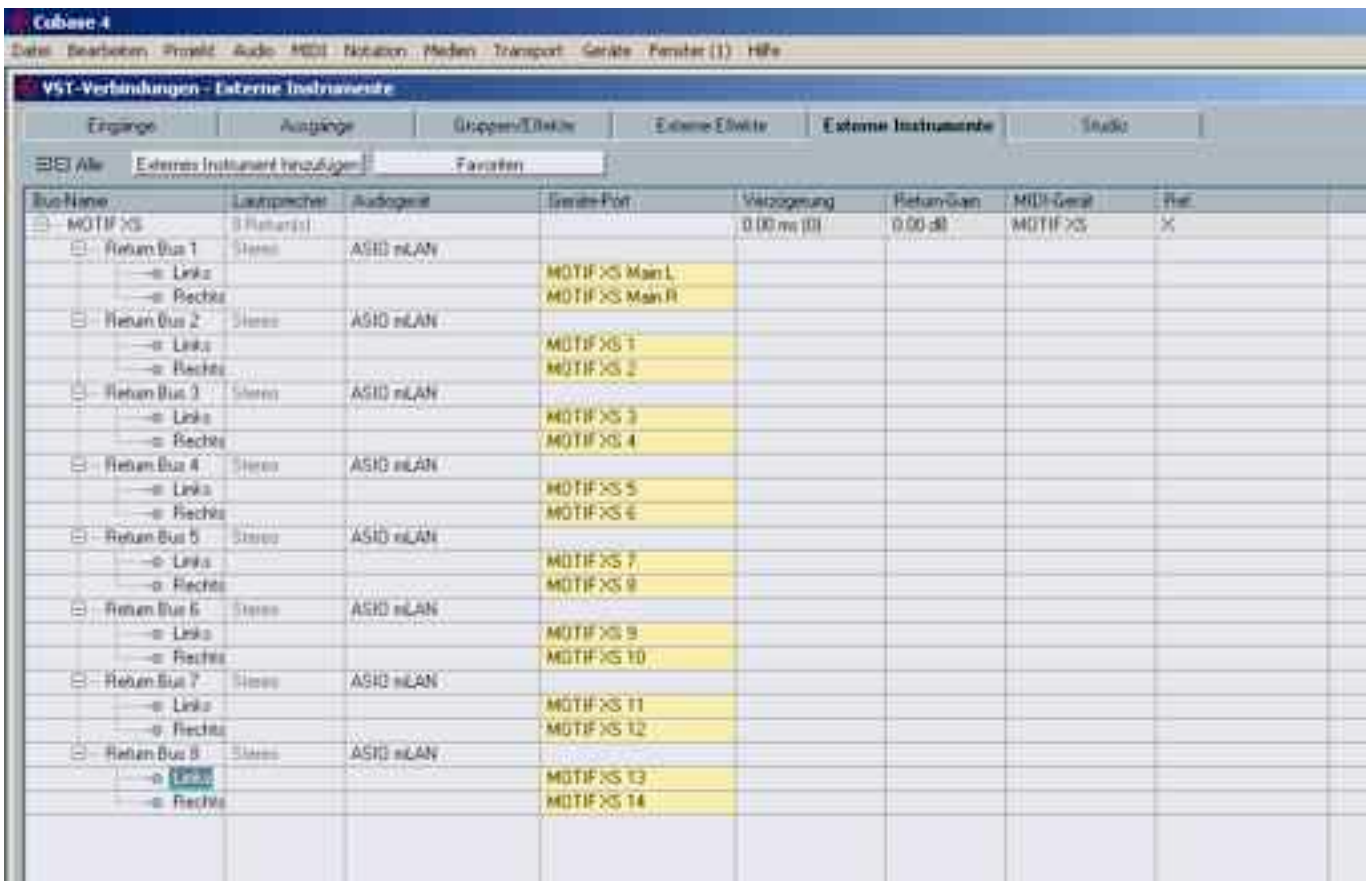 Cubase 4
Datei Bearbeiten Projekt Audio MIDI Notation Medien Transport Geräte Fenster (1) Hilfe
VST-Verbindungen - Externe Instrumente
Eingänge Ausgänge Gruppen/Effekte Externe Effekte Externe Instrumente Studio
Alle Externes Instrument hinzufügen Favoriten
Bus-Name Lautsprecher Audiogerät Geräte-Port Verzögerung Return-Gain MIDI-Gerät
MOTIF XS 8 Return(s) 0.00 ms (0) 0.00 dB MOTIF XS X
Return Bus 1 Stereo ASIO mLAN
Links MOTIF XS Main L
Rechts MOTIF XS Main R
Return Bus 2 Stereo ASIO mLAN
Links MOTIF XS 1
Rechts MOTIF XS 2
Return Bus 3 Stereo ASIO mLAN
Links MOTIF XS 3
Rechts MOTIF XS 4
Return Bus 4 Stereo ASIO mLAN
Links MOTIF XS 5
Rechts MOTIF XS 6
Return Bus 5 Stereo ASIO mLAN
Links MOTIF XS 7
Rechts MOTIF XS 8
Return Bus 6 Stereo ASIO mLAN
Links MOTIF XS 9
Rechts MOTIF XS 10
Return Bus 7 Stereo ASIO mLAN
Links MOTIF XS 11
Rechts MOTIF XS 12
Return Bus 8 Stereo ASIO mLAN
Links MOTIF XS 13
Rechts MOTIF XS 14